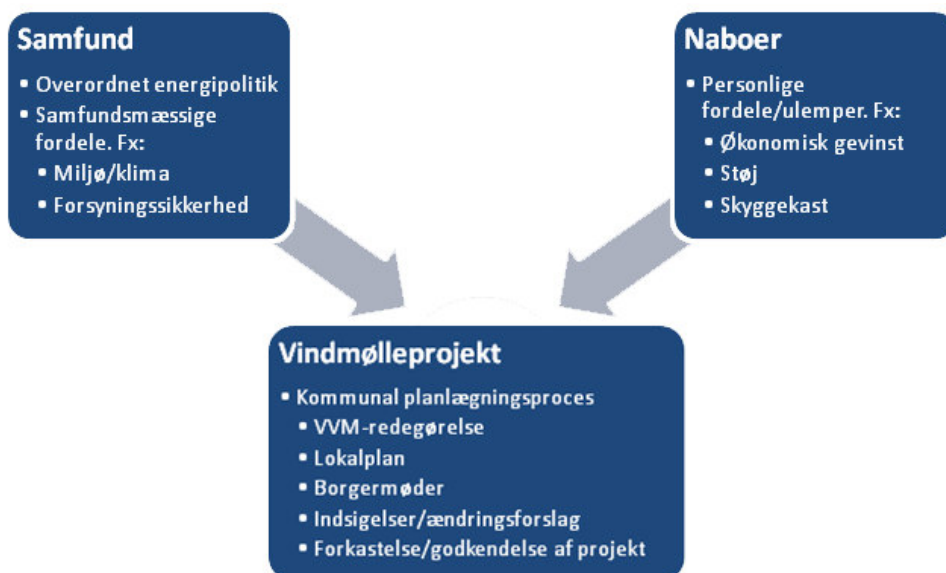 Samfund
▪ Overordnet energipolitik
▪ Samfundsmæssige
fordele. Fx:
▪ Miljø/klima
▪ Forsyningssikkerhed
Naboer
▪ Personlige
fordele/ulemper. Fx:
▪ Økonomisk gevinst
▪ Støj
▪ Skyggekast
Vindmølleprojekt
▪ Kommunal planlægningsproces
▪ VVM-redegørelse
▪ Lokalplan
▪ Borgermøder
▪ Indsigelser/ændringsforslag
▪ Forkastelse/godkendelse af projekt